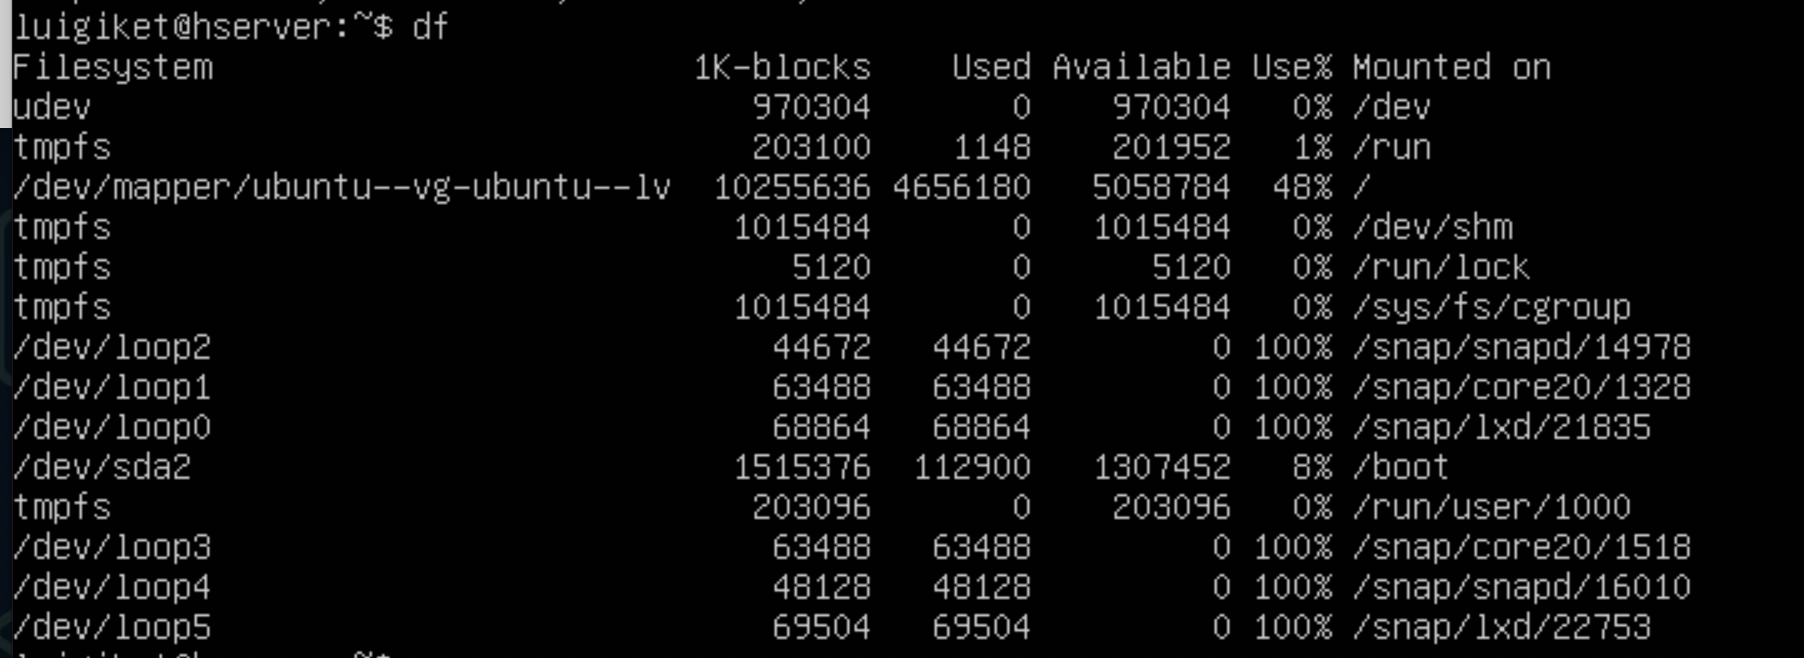 luigiket@hserver:~$ df
Filesystem                        1K-blocks    Used Available Use% Mounted on
udev                                 970304       0    970304   0% /dev
tmpfs                                203100    1148    201952   1% /run
/dev/mapper/ubuntu--vg-ubuntu--lv  10255636 4656180   5058784  48% /
tmpfs                               1015484       0   1015484   0% /dev/shm
tmpfs                                  5120       0      5120   0% /run/lock
tmpfs                               1015484       0   1015484   0% /sys/fs/cgroup
/dev/loop2                            44672   44672         0 100% /snap/snapd/14978
/dev/loop1                            63488   63488         0 100% /snap/core20/1328
/dev/loop0                            68864   68864         0 100% /snap/lxd/21835
/dev/sda2                           1515376  112900   1307452   8% /boot
tmpfs                                203096       0    203096   0% /run/user/1000
/dev/loop3                            63488   63488         0 100% /snap/core20/1518
/dev/loop4                            48128   48128         0 100% /snap/snapd/16010
/dev/loop5                            69504   69504         0 100% /snap/lxd/22753